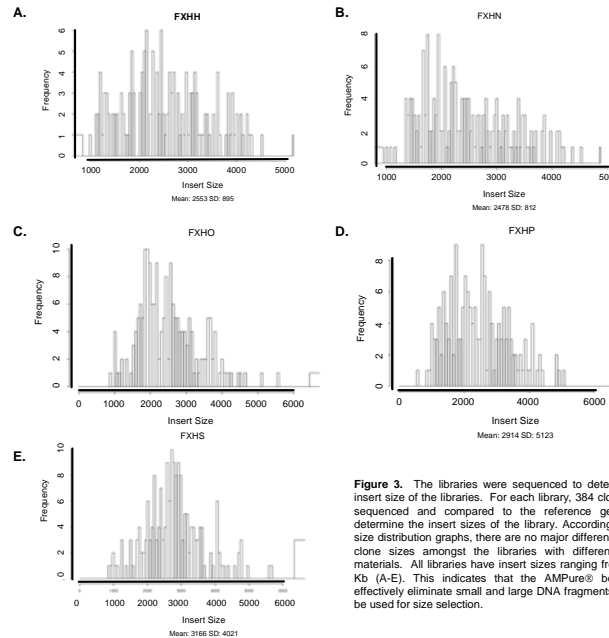 A.
FXHH
Frequency
0 1 2 3 4 5 6
1000 2000 3000 4000 5000
Insert Size
Mean: 2553 SD: 895
B.
FXHN
Frequency
0 2 4 6 8
1000 2000 3000 4000
Insert Size
Mean: 2478 SD: 812
C.
FXHO
Frequency
0 2 4 6 8 10
0 1000 2000 3000 4000 5000 6000
Insert Size
D.
FXHP
Frequency
0 2 4 6 8
0 2000 4000 6000
Insert Size
Mean: 2914 SD: 5123
E.
FXHS
Frequency
0 2 4 6 8 10
0 1000 2000 3000 4000 5000 6000
Insert Size
Mean: 3166 SD: 4021
Figure 3. The libraries were sequenced to dete
insert size of the libraries. For each library, 384 clo
sequenced and compared to the reference ge
determine the insert sizes of the library. According
size distribution graphs, there are no major differen
clone sizes amongst the libraries with differen
materials. All libraries have insert sizes ranging fr
Kb (A-E). This indicates that the AMPure® be
effectively eliminate small and large DNA fragments
be used for size selection.